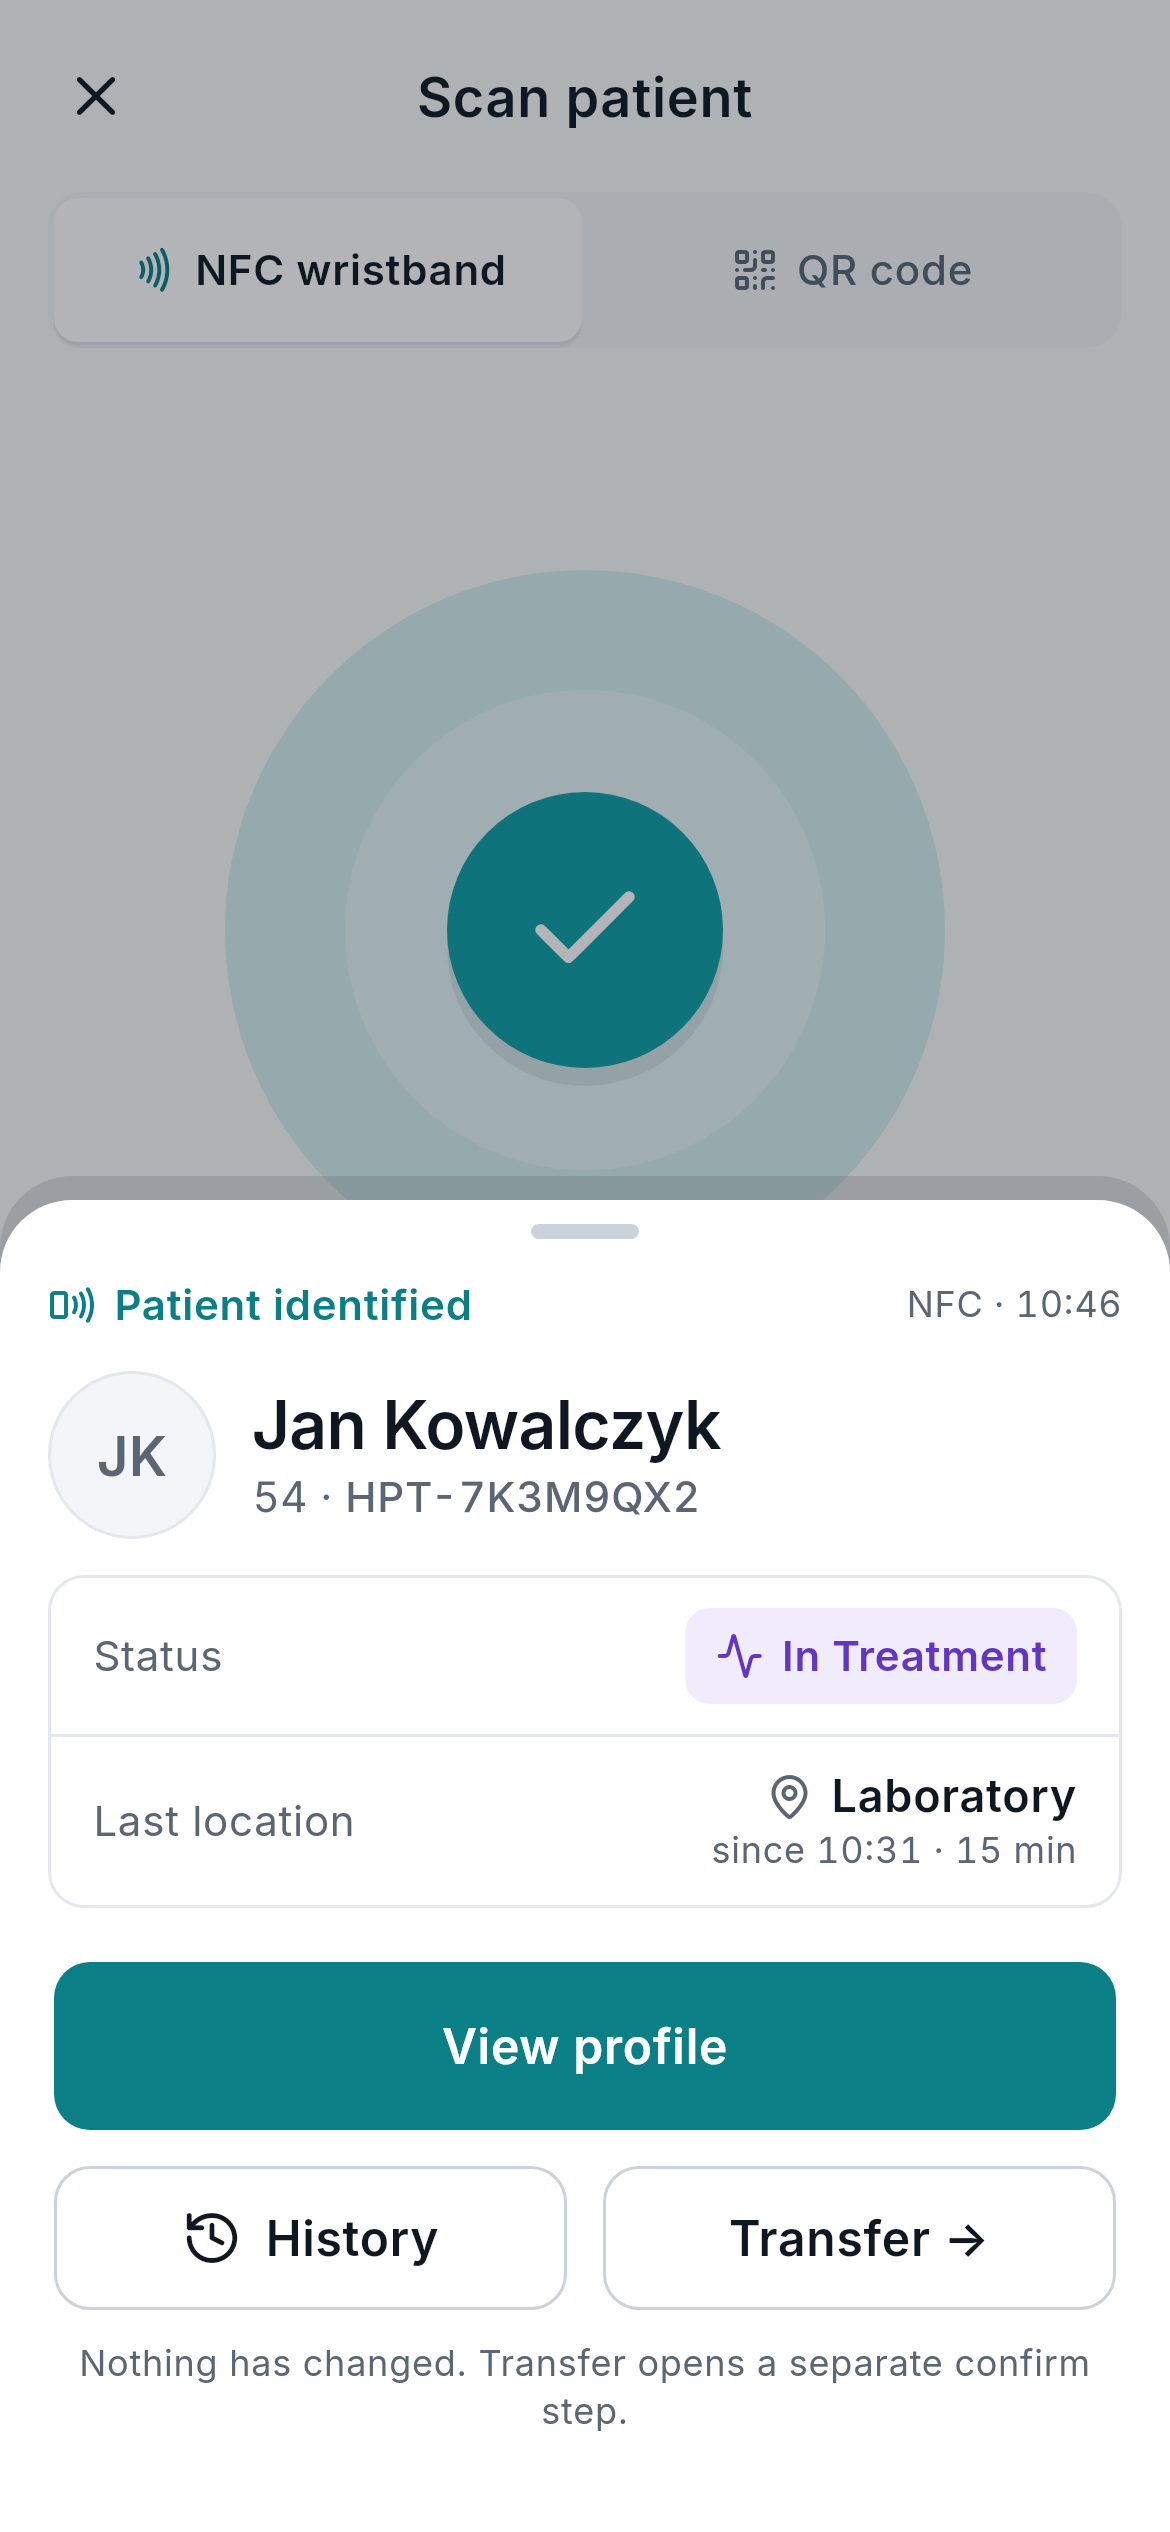 Scan patient
NFC wristband
QR code
Patient identified
NFC · 10:46
JK
Jan Kowalczyk
54 · HPT-7K3M9QX2
Status
In Treatment
Last location
Laboratory
since 10:31 · 15 min
View profile
History
Transfer →
Nothing has changed. Transfer opens a separate confirm
step.